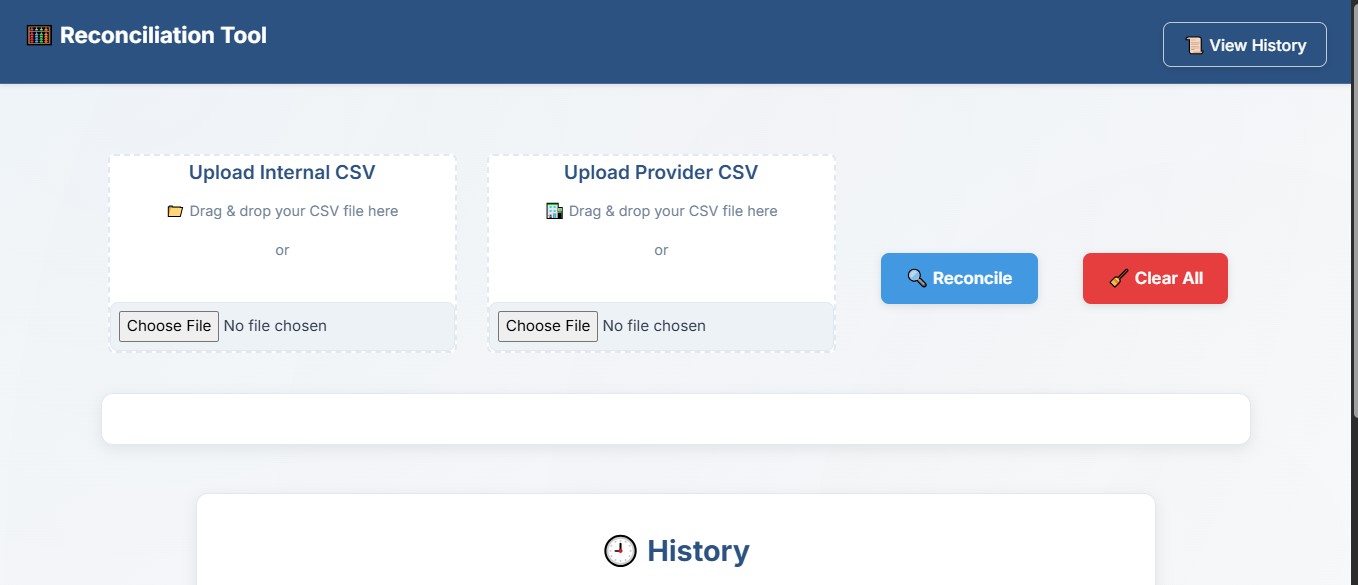 Reconciliation Tool
View History
Upload Internal CSV
Drag & drop your CSV file here
or
Choose File No file chosen
Upload Provider CSV
Drag & drop your CSV file here
or
Choose File No file chosen
Reconcile
Clear All
History